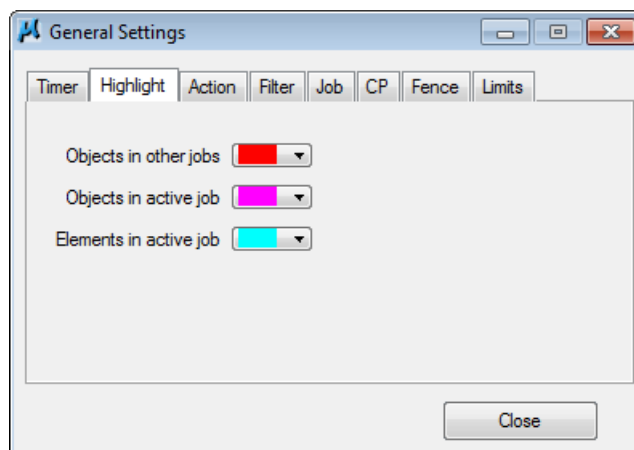 General Settings
Timer Highlight Action Filter Job CP Fence Limits
Objects in other jobs
Objects in active job
Elements in active job
Close